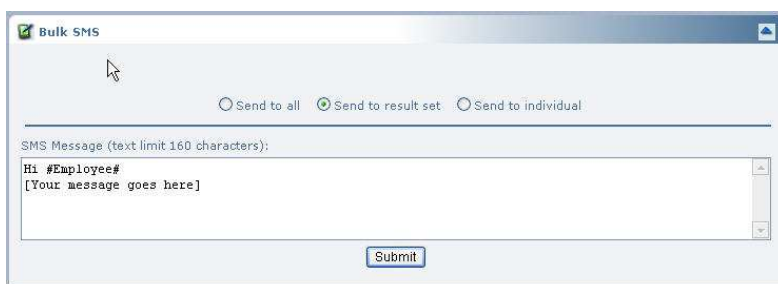 Bulk SMS
Send to all Send to result set Send to individual
SMS Message (text limit 160 characters):
Hi #Employee#
[Your message goes here]
Submit